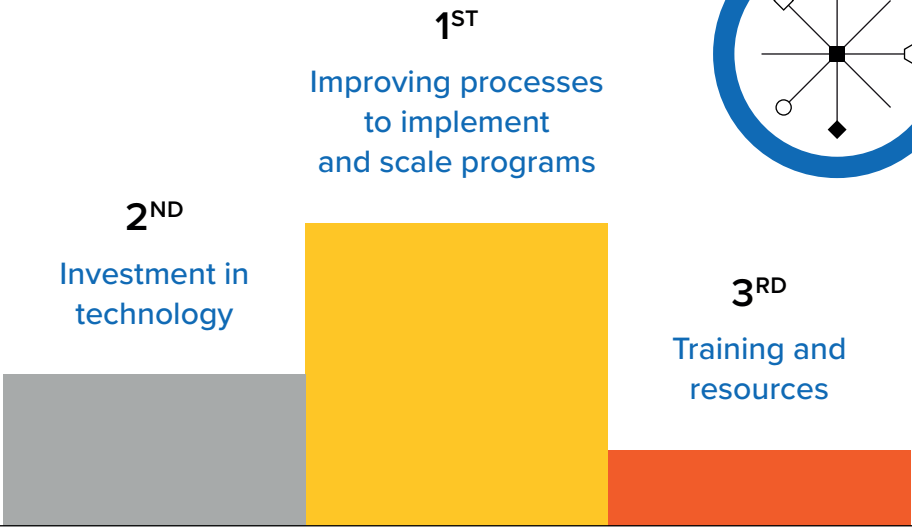 1ST
Improving processes
to implement
and scale programs
2ND
Investment in
technology
3RD
Training and
resources